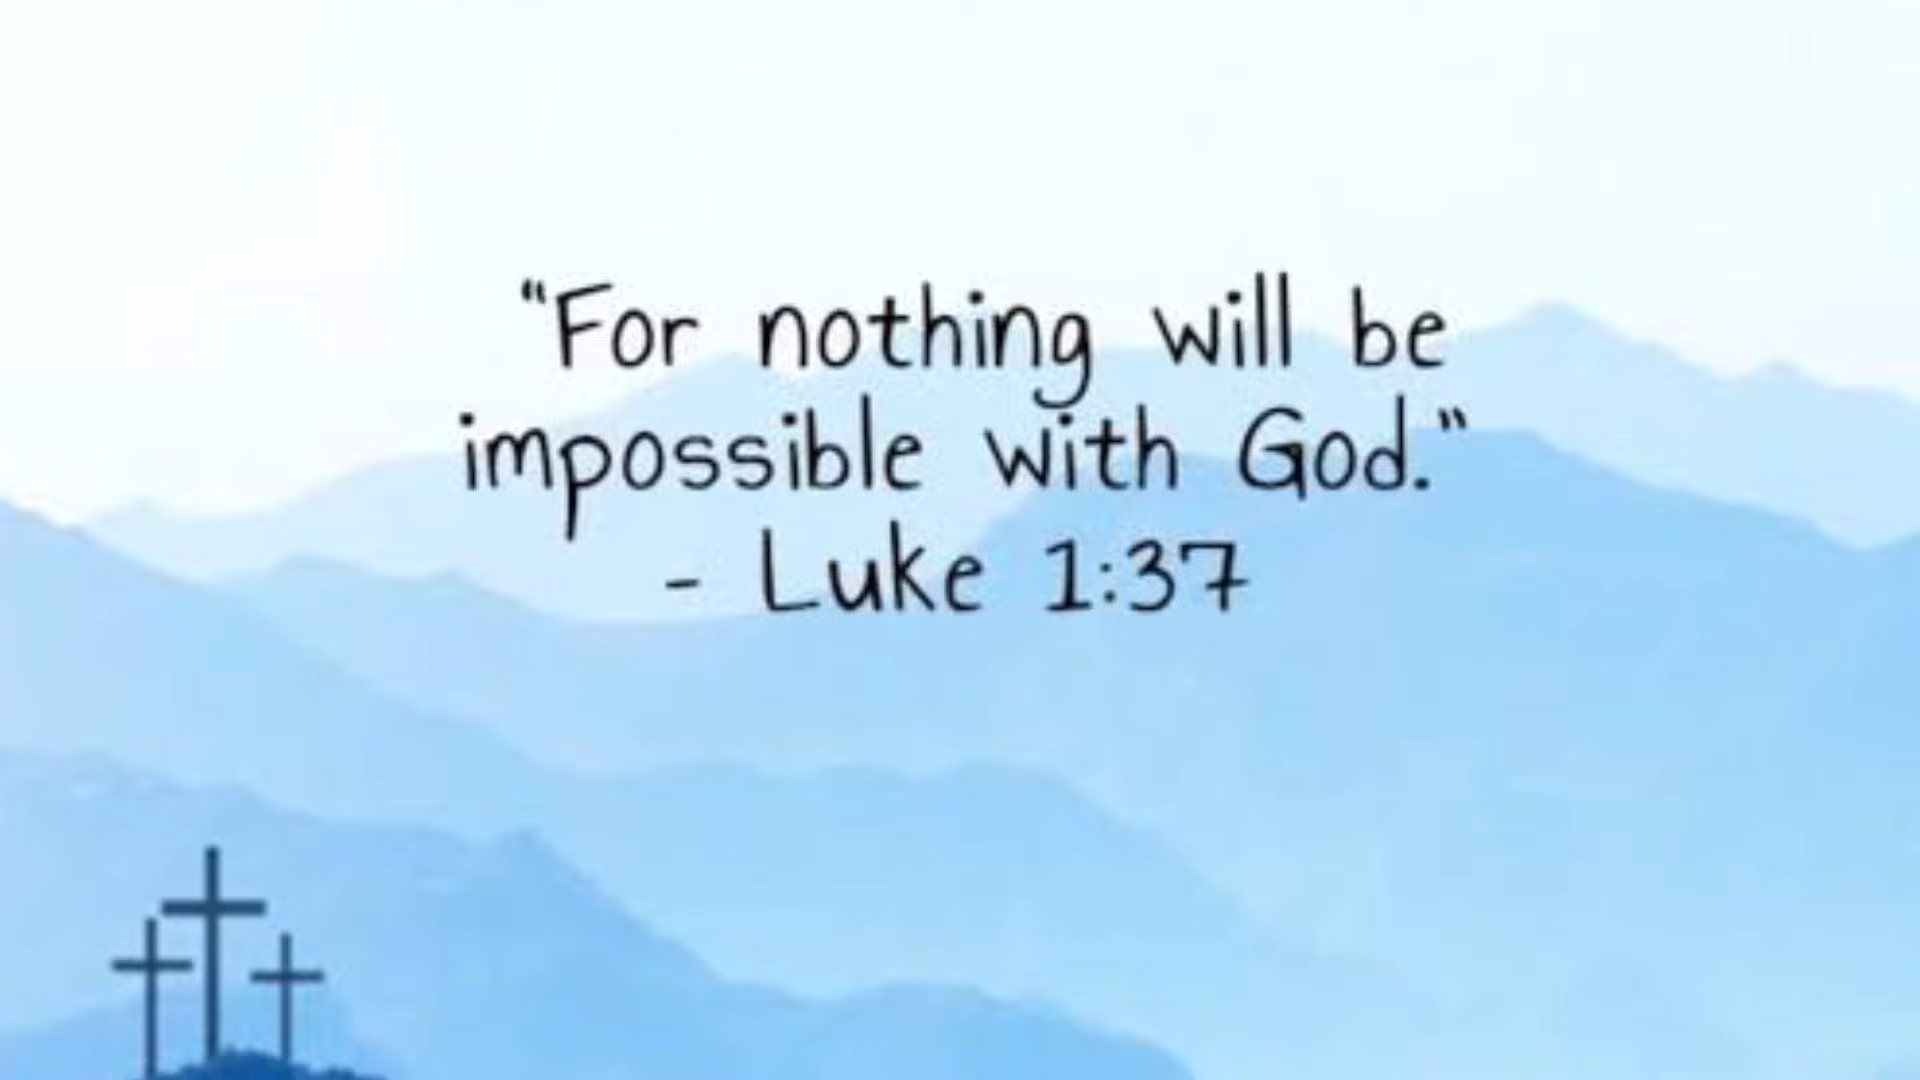 “For nothing will be
impossible with God.”
- Luke 1:37